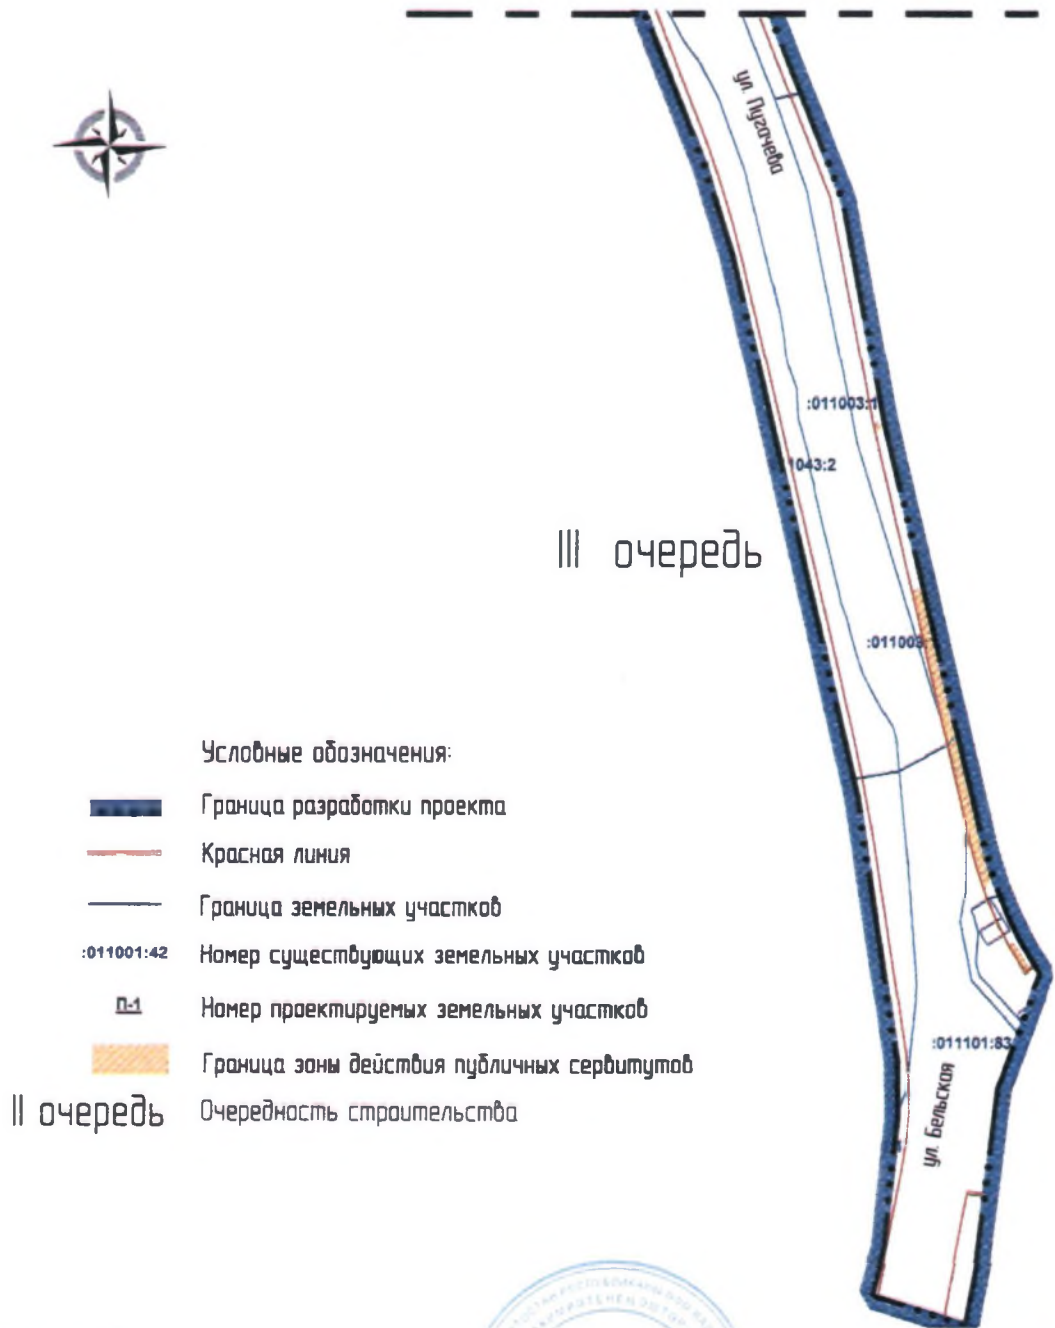 ул. Пугачева
:011003:1
1043:2
III очередь
:011003
Условные обозначения:
Граница разработки проекта
Красная линия
Граница земельных участков
:011001:42 Номер существующих земельных участков
П-1 Номер проектируемых земельных участков
Граница зоны действия публичных сервитутов
II очередь Очередность строительства
:011101:83
ул. Бельская